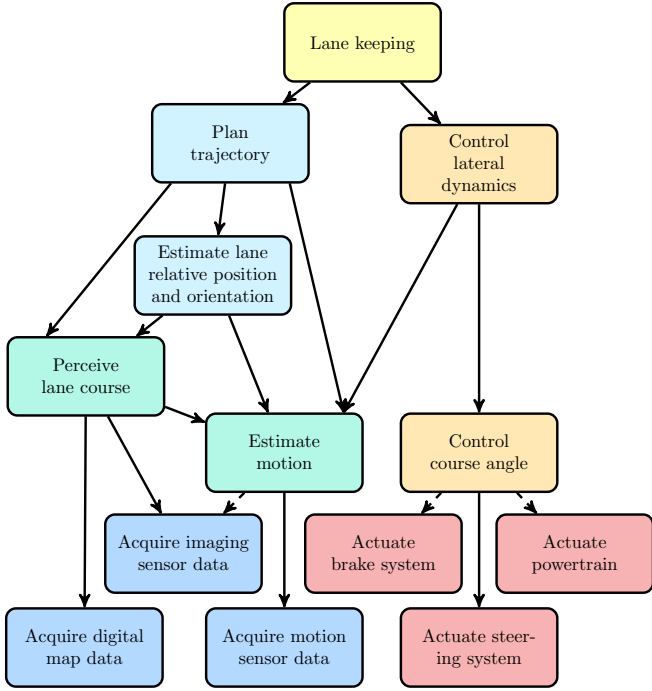 Lane keeping
Plan
trajectory
Control
lateral
dynamics
Estimate lane
relative position
and orientation
Perceive
lane course
Estimate
motion
Control
course angle
Acquire imaging
sensor data
Actuate
brake system
Actuate
powertrain
Acquire digital
map data
Acquire motion
sensor data
Actuate steer-
ing system